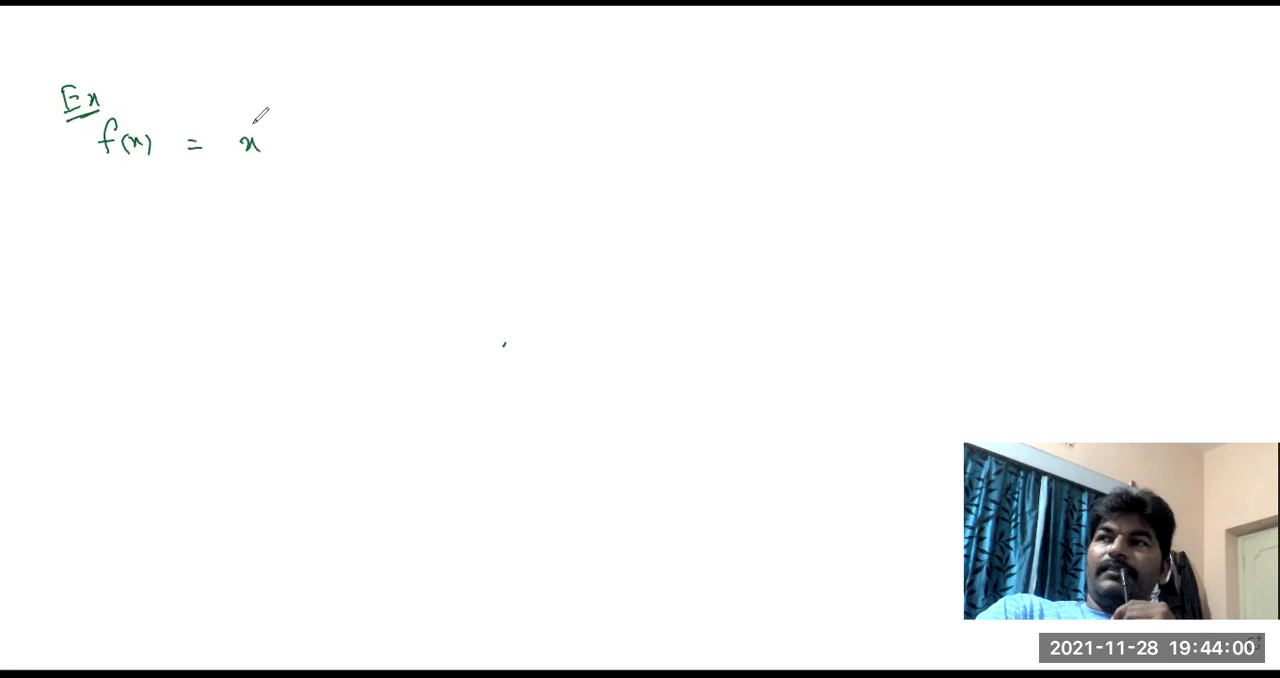 Ex
f(x) = x
2021-11-28 19:44:00